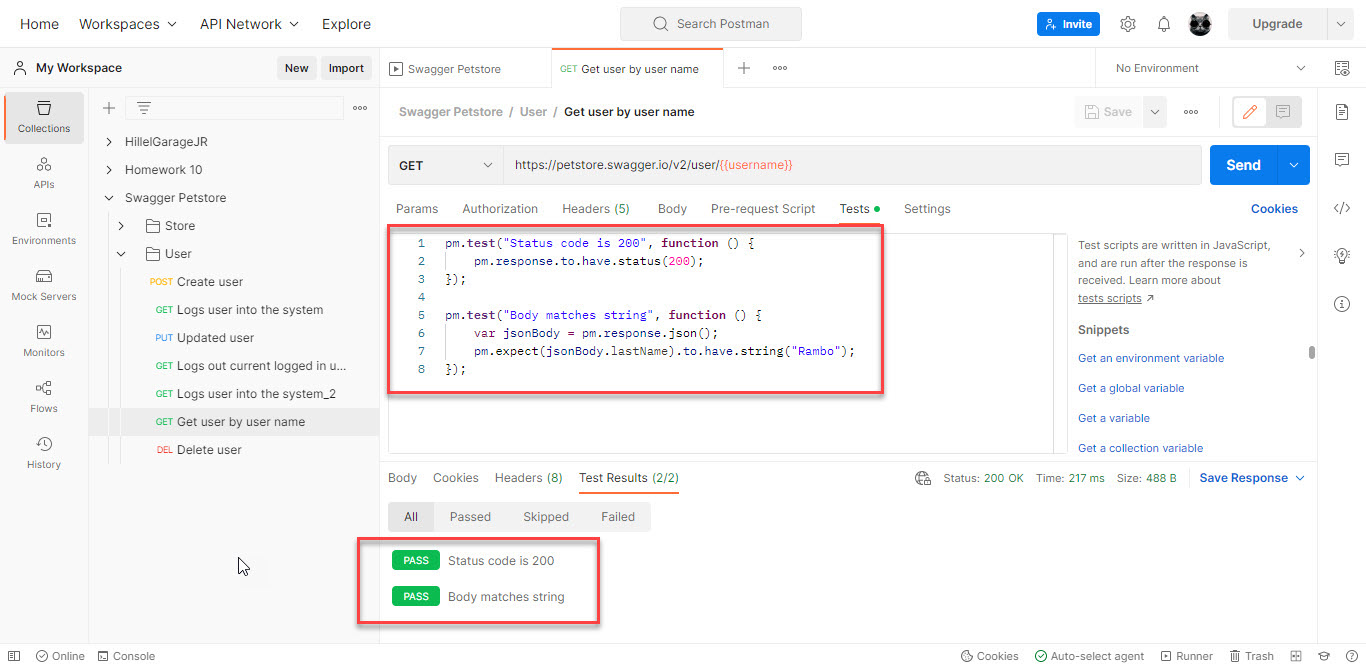 Home Workspaces API Network Explore Search Postman Invite Upgrade
My Workspace New Import
Swagger Petstore GET Get user by user name No Environment
Collections
APIs
Environments
Mock Servers
Monitors
Flows
History
HillelGarageJR
Homework 10
Swagger Petstore
Store
User
POST Create user
GET Logs user into the system
PUT Updated user
GET Logs out current logged in u...
GET Logs user into the system_2
GET Get user by user name
DEL Delete user
Swagger Petstore / User / Get user by user name Save
GET https://petstore.swagger.io/v2/user/{{username}} Send
Params Authorization Headers (5) Body Pre-request Script Tests Settings Cookies
1 pm.test("Status code is 200", function () {
2 pm.response.to.have.status(200);
3 });
4
5 pm.test("Body matches string", function () {
6 var jsonBody = pm.response.json();
7 pm.expect(jsonBody.lastName).to.have.string("Rambo");
8 });
Test scripts are written in JavaScript,
and are run after the response is
received. Learn more about
tests scripts
Snippets
Get an environment variable
Get a global variable
Get a variable
Get a collection variable
Body Cookies Headers (8) Test Results (2/2) Status: 200 OK Time: 217 ms Size: 488 B Save Response
All Passed Skipped Failed
PASS Status code is 200
PASS Body matches string
Online Console Cookies Auto-select agent Runner Trash